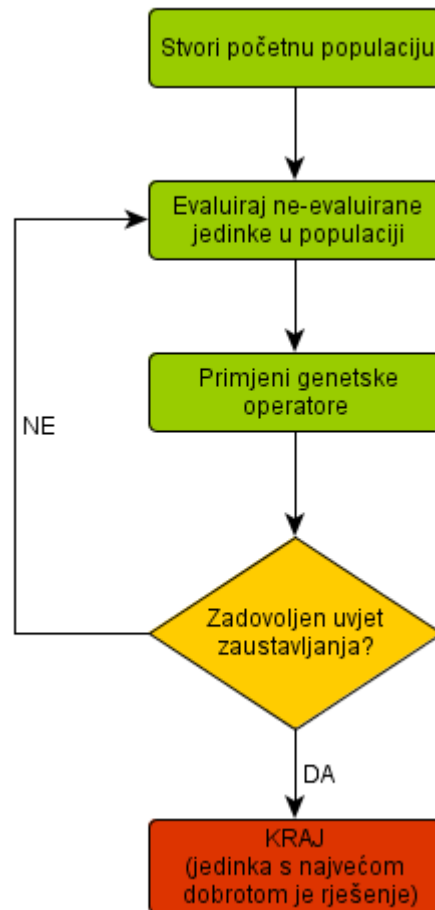 Stvori početnu populaciju
Evaluiraj ne-evaluirane
jedinke u populaciji
Primjeni genetske
operatore
NE
Zadovoljen uvjet
zaustavljanja?
DA
KRAJ
(jedinka s najvećom
dobrotom je rješenje)